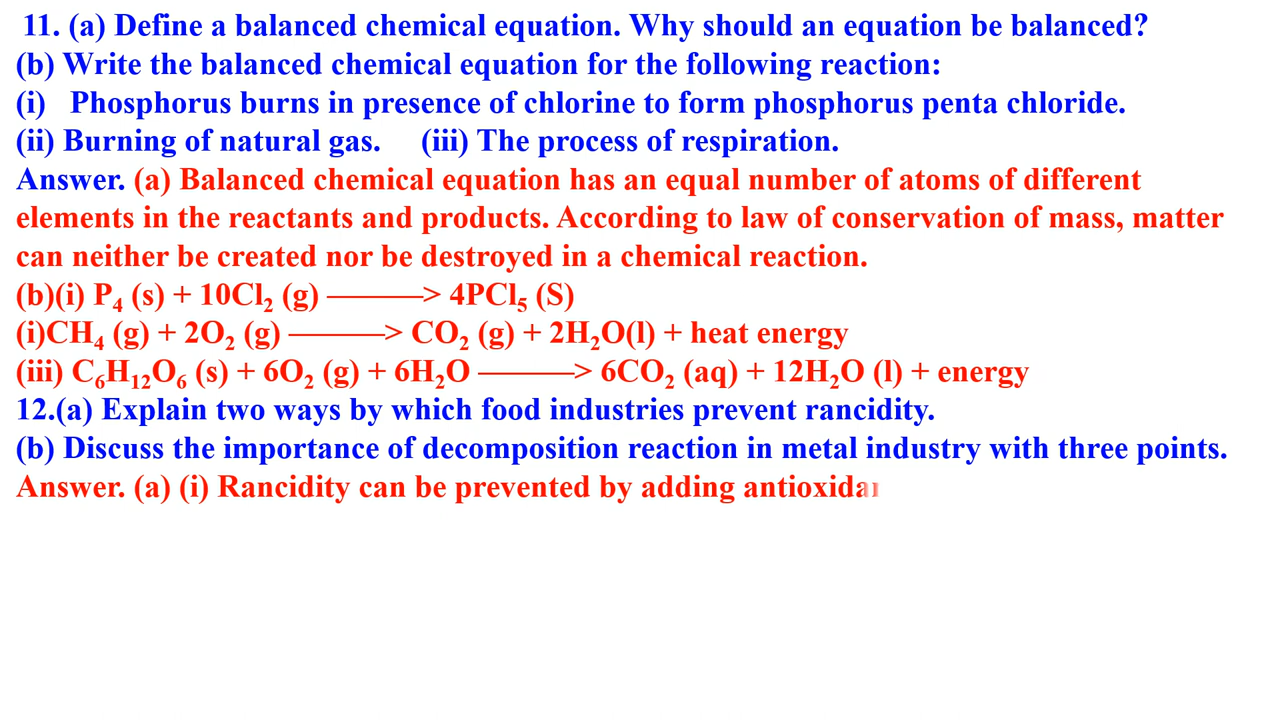 11. (a) Define a balanced chemical equation. Why should an equation be balanced?
(b) Write the balanced chemical equation for the following reaction:
(i) Phosphorus burns in presence of chlorine to form phosphorus penta chloride.
(ii) Burning of natural gas. (iii) The process of respiration.
Answer. (a) Balanced chemical equation has an equal number of atoms of different
elements in the reactants and products. According to law of conservation of mass, matter
can neither be created nor be destroyed in a chemical reaction.
(b)(i) P₄ (s) + 10Cl₂ (g) ———> 4PCl₅ (S)
(i)CH₄ (g) + 2O₂ (g) ———> CO₂ (g) + 2H₂O(l) + heat energy
(iii) C₆H₁₂O₆ (s) + 6O₂ (g) + 6H₂O ———> 6CO₂ (aq) + 12H₂O (l) + energy
12.(a) Explain two ways by which food industries prevent rancidity.
(b) Discuss the importance of decomposition reaction in metal industry with three points.
Answer. (a) (i) Rancidity can be prevented by adding